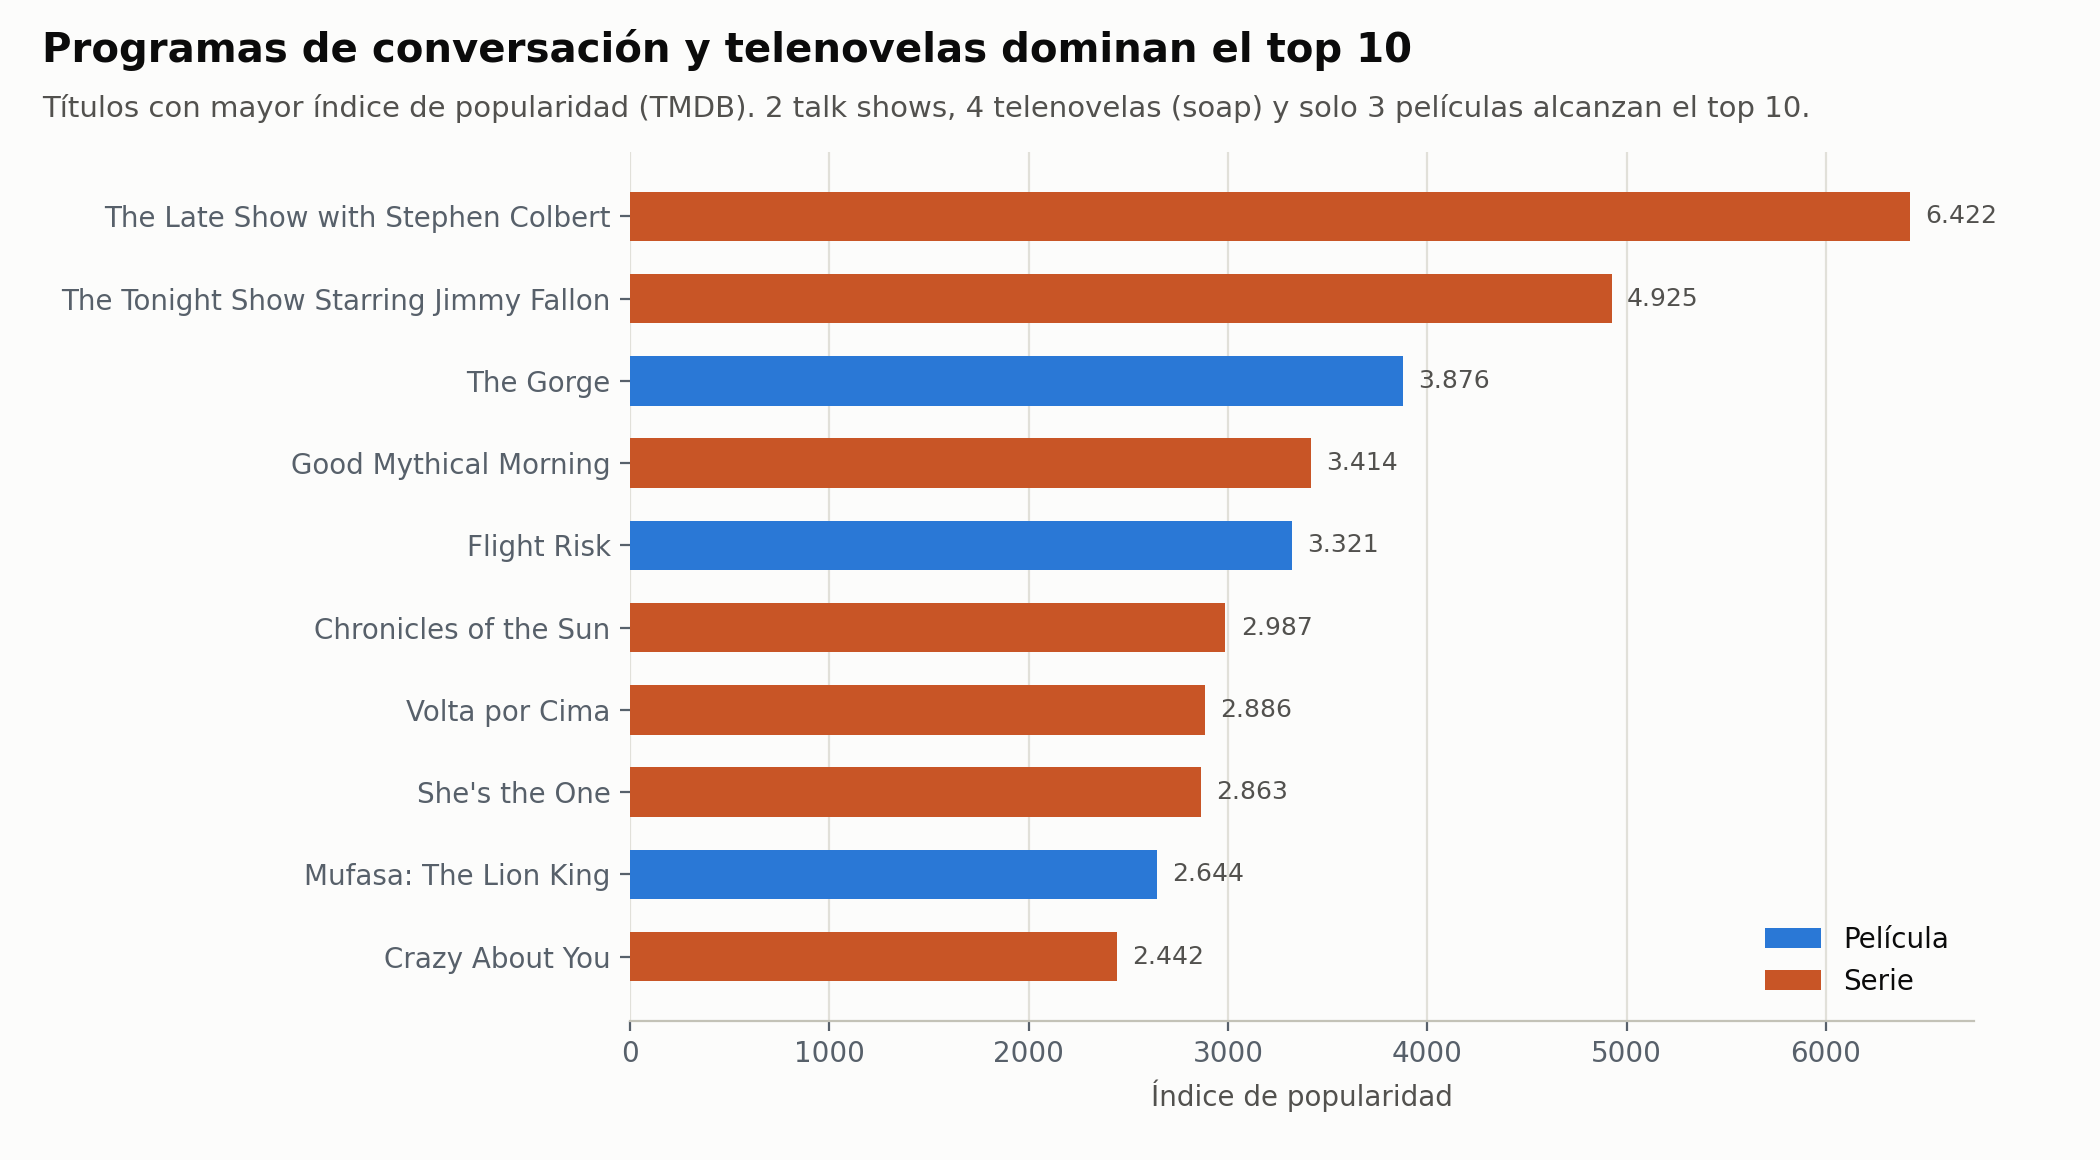 Programas de conversación y telenovelas dominan el top 10
Títulos con mayor índice de popularidad (TMDB). 2 talk shows, 4 telenovelas (soap) y solo 3 películas alcanzan el top 10.
The Late Show with Stephen Colbert 6.422
The Tonight Show Starring Jimmy Fallon 4.925
The Gorge 3.876
Good Mythical Morning 3.414
Flight Risk 3.321
Chronicles of the Sun 2.987
Volta por Cima 2.886
She's the One 2.863
Mufasa: The Lion King 2.644
Crazy About You 2.442
Película
Serie
0 1000 2000 3000 4000 5000 6000
Índice de popularidad